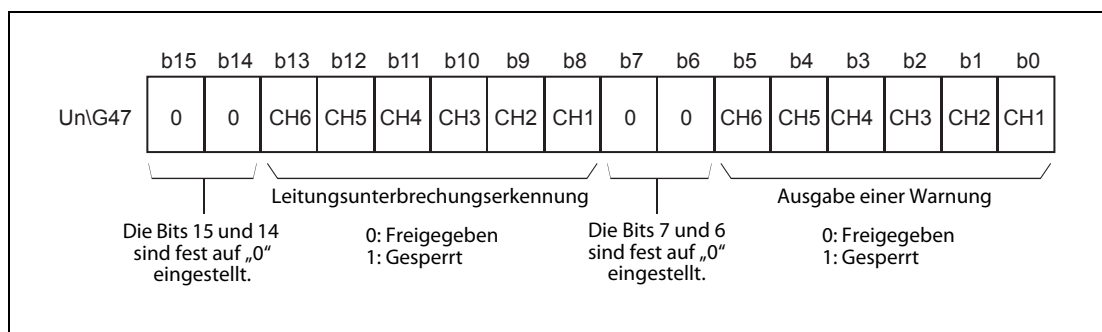 b15 b14 b13 b12 b11 b10 b9 b8 b7 b6 b5 b4 b3 b2 b1 b0
Un\G47 0 0 CH6 CH5 CH4 CH3 CH2 CH1 0 0 CH6 CH5 CH4 CH3 CH2 CH1
Leitungsunterbrechungserkennung
Ausgabe einer Warnung
Die Bits 15 und 14
sind fest auf „0“
eingestellt.
0: Freigegeben
1: Gesperrt
Die Bits 7 und 6
sind fest auf „0“
eingestellt.
0: Freigegeben
1: Gesperrt